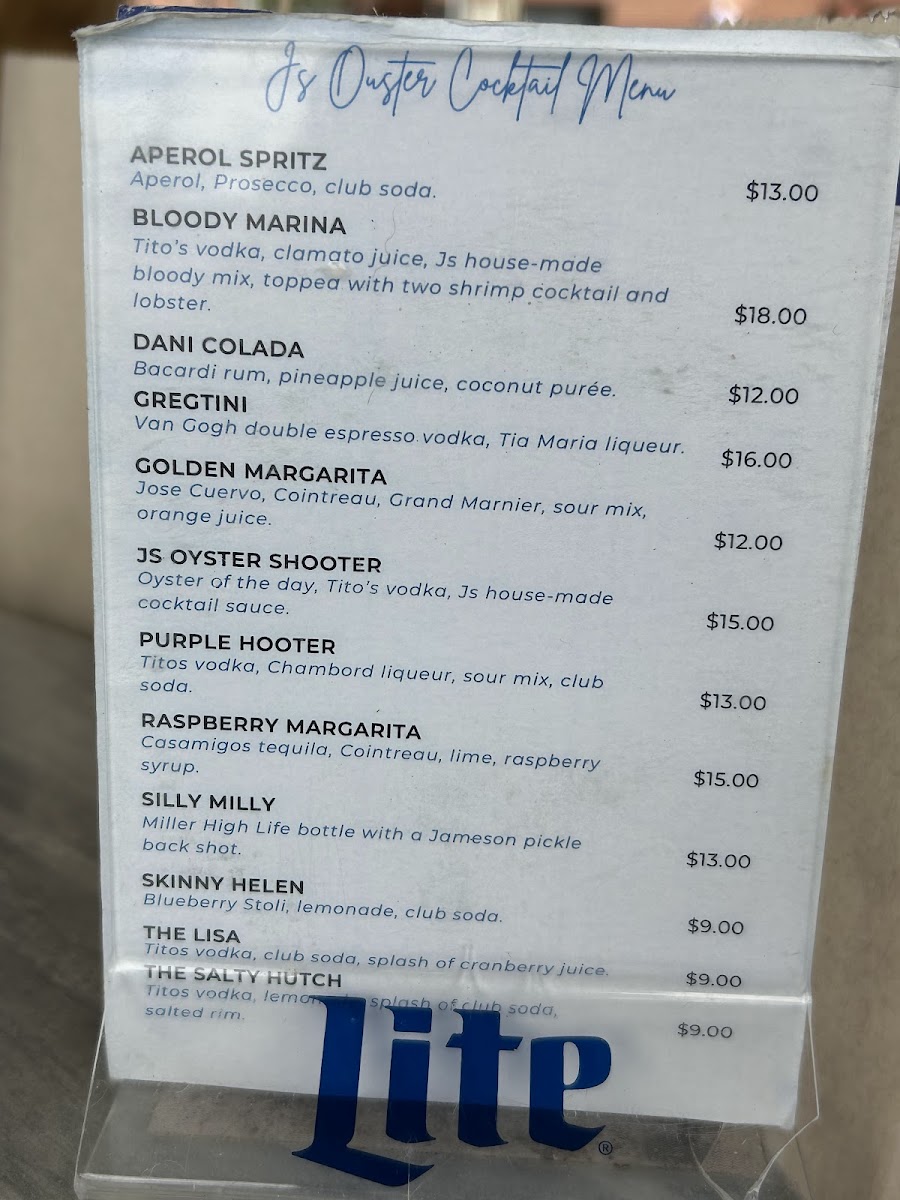 Js Ouster Cocktail Menu
APEROL SPRITZ
Aperol, Prosecco, club soda.
$13.00
BLOODY MARINA
Tito's vodka, clamato juice, Js house-made
bloody mix, topped with two shrimp cocktail and
lobster.
$18.00
DANI COLADA
Bacardi rum, pineapple juice, coconut purée.
$12.00
GREGTINI
Van Gogh double espresso vodka, Tia Maria liqueur.
$16.00
GOLDEN MARGARITA
Jose Cuervo, Cointreau, Grand Marnier, sour mix,
orange juice.
$12.00
JS OYSTER SHOOTER
Oyster of the day, Tito's vodka, Js house-made
cocktail sauce.
$15.00
PURPLE HOOTER
Titos vodka, Chambord liqueur, sour mix, club
soda.
$13.00
RASPBERRY MARGARITA
Casamigos tequila, Cointreau, lime, raspberry
syrup.
$15.00
SILLY MILLY
Miller High Life bottle with a Jameson pickle
back shot.
$13.00
SKINNY HELEN
Blueberry Stoli, lemonade, club soda.
$9.00
THE LISA
Titos vodka, club soda, splash of cranberry juice.
$9.00
THE SALTY HUTCH
Titos vodka, splash of club soda,
salted rim.
$9.00
Lite®